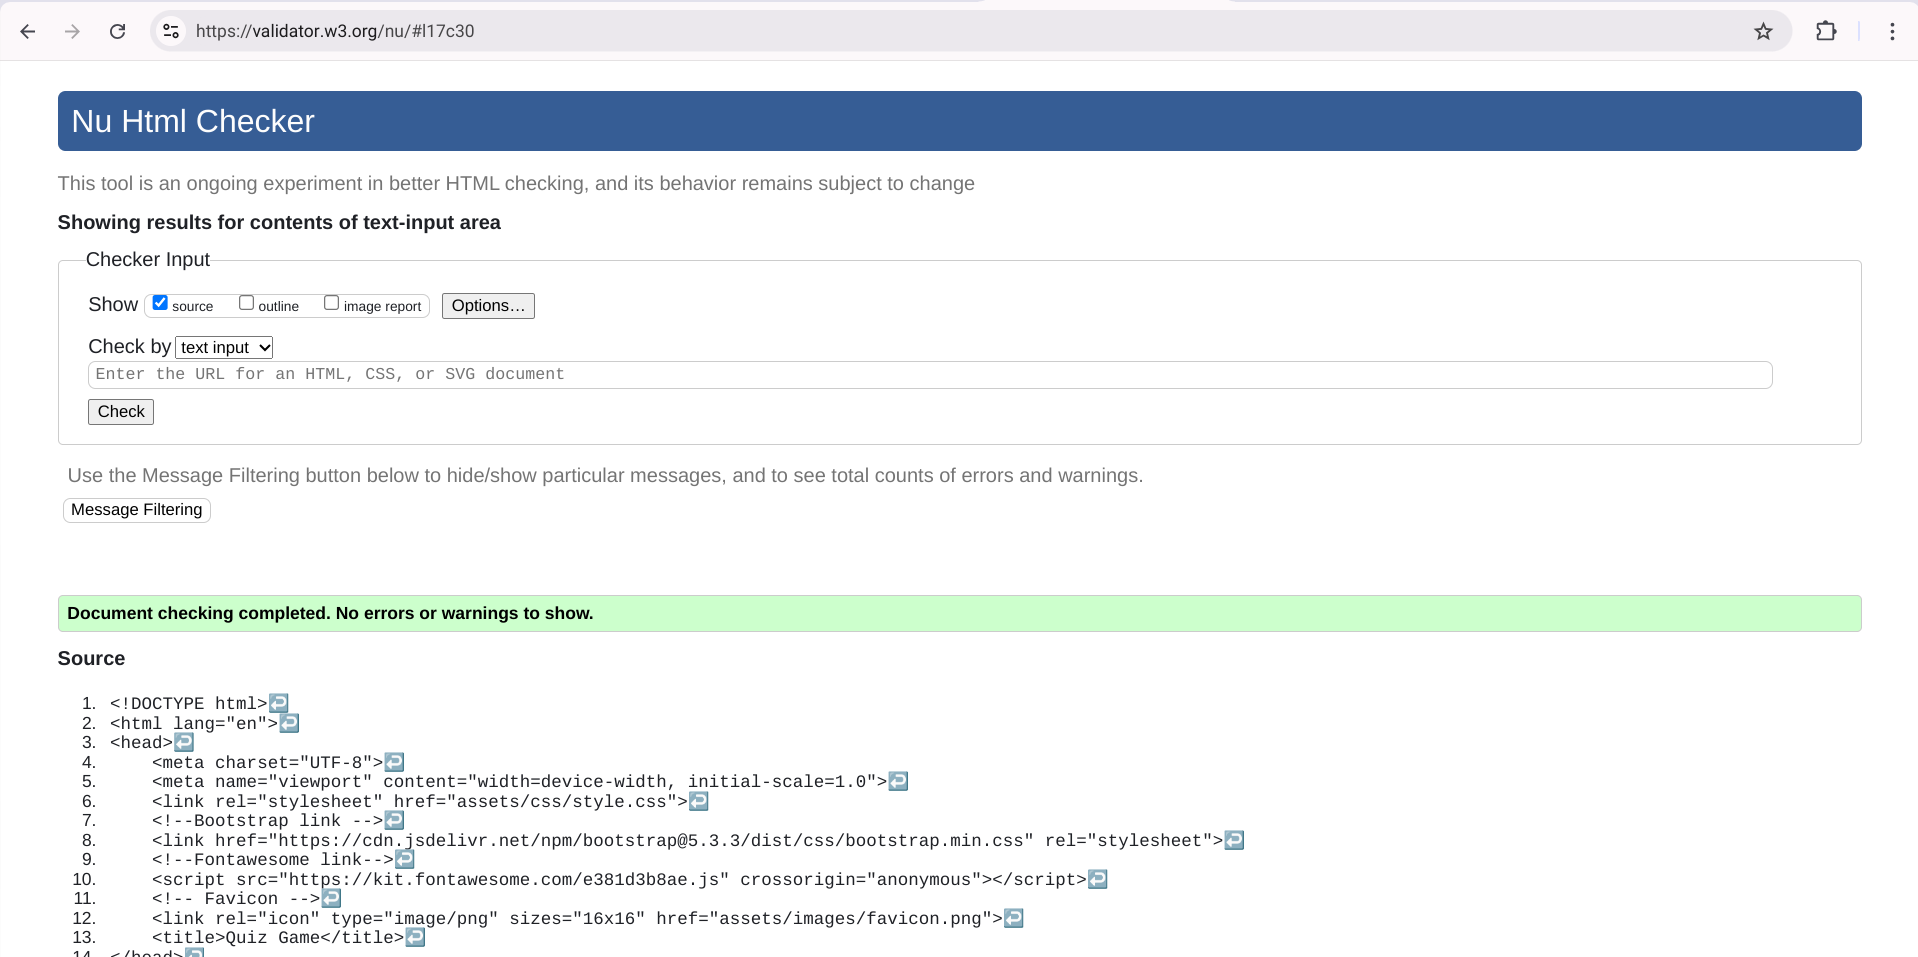 https://validator.w3.org/nu/#l17c30
Nu Html Checker
This tool is an ongoing experiment in better HTML checking, and its behavior remains subject to change
Showing results for contents of text-input area
Checker Input
Show source outline image report Options...
Check by text input
Enter the URL for an HTML, CSS, or SVG document
Check
Use the Message Filtering button below to hide/show particular messages, and to see total counts of errors and warnings.
Message Filtering
Document checking completed. No errors or warnings to show.
Source
1. <!DOCTYPE html>↩
2. <html lang="en">↩
3. <head>↩
4.     <meta charset="UTF-8">↩
5.     <meta name="viewport" content="width=device-width, initial-scale=1.0">↩
6.     <link rel="stylesheet" href="assets/css/style.css">↩
7.     <!--Bootstrap link -->↩
8.     <link href="https://cdn.jsdelivr.net/npm/bootstrap@5.3.3/dist/css/bootstrap.min.css" rel="stylesheet">↩
9.     <!--Fontawesome link-->↩
10.     <script src="https://kit.fontawesome.com/e381d3b8ae.js" crossorigin="anonymous"></script>↩
11.     <!-- Favicon -->↩
12.     <link rel="icon" type="image/png" sizes="16x16" href="assets/images/favicon.png">↩
13.     <title>Quiz Game</title>↩
14. </head>↩